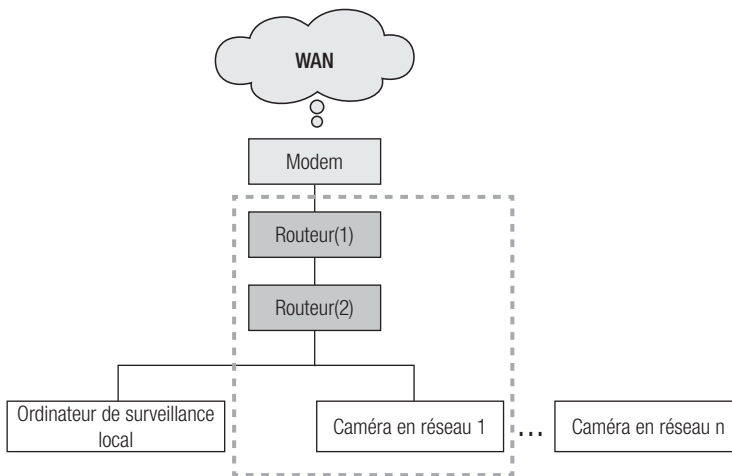 WAN
Modem
Routeur(1)
Routeur(2)
Ordinateur de surveillance
local
Caméra en réseau 1
...
Caméra en réseau n